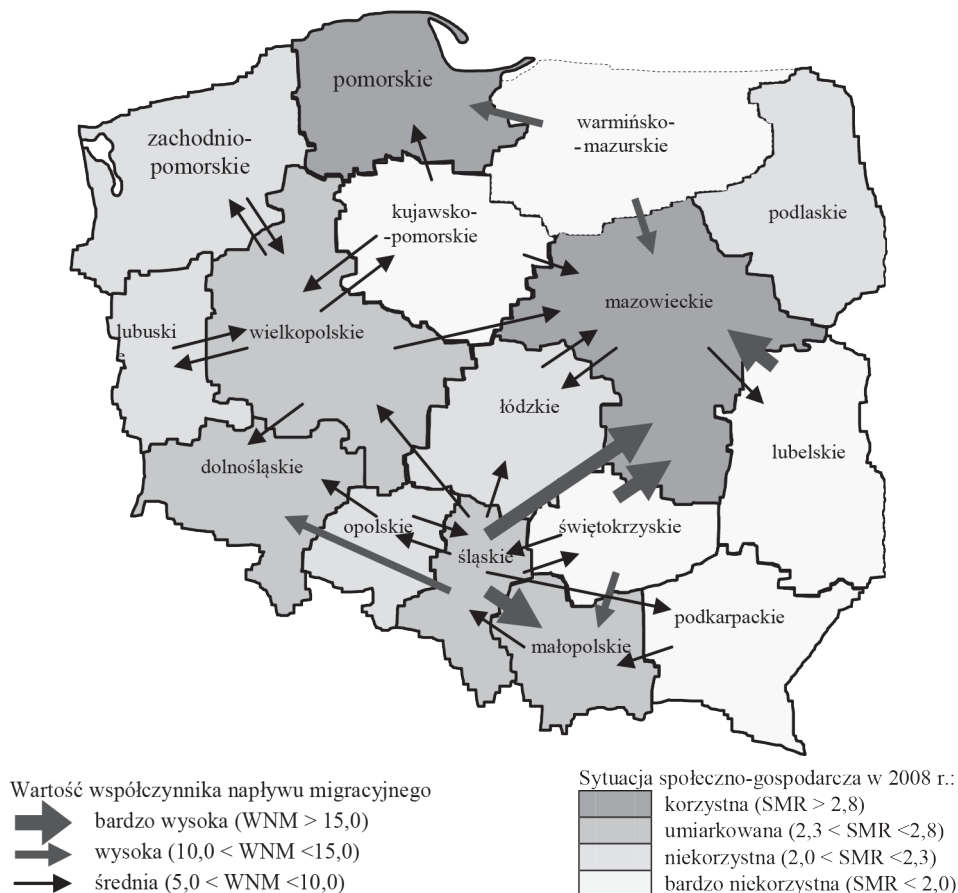 pomorskie
warmińsko-
-mazurskie
zachodnio-
pomorskie
podlaskie
kujawsko-
-pomorskie
mazowieckie
lubuski
e
wielkopolskie
łódzkie
lubelskie
dolnośląskie
opolskie
świętokrzyskie
śląskie
podkarpackie
małopolskie
Wartość współczynnika napływu migracyjnego
bardzo wysoka (WNM > 15,0)
wysoka (10,0 < WNM <15,0)
średnia (5,0 < WNM <10,0)
Sytuacja społeczno-gospodarcza w 2008 r.:
korzystna (SMR > 2,8)
umiarkowana (2,3 < SMR <2,8)
niekorzystna (2,0 < SMR <2,3)
bardzo niekorzystna (SMR < 2,0)